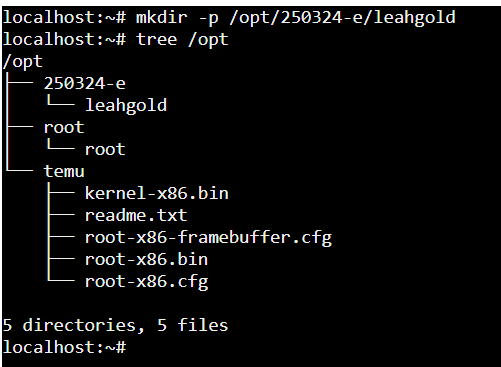 localhost:~# mkdir -p /opt/250324-e/leahgold
localhost:~# tree /opt
/opt
├── 250324-e
│   └── leahgold
├── root
│   └── root
└── temu
    ├── kernel-x86.bin
    ├── readme.txt
    ├── root-x86-framebuffer.cfg
    ├── root-x86.bin
    └── root-x86.cfg

5 directories, 5 files
localhost:~#